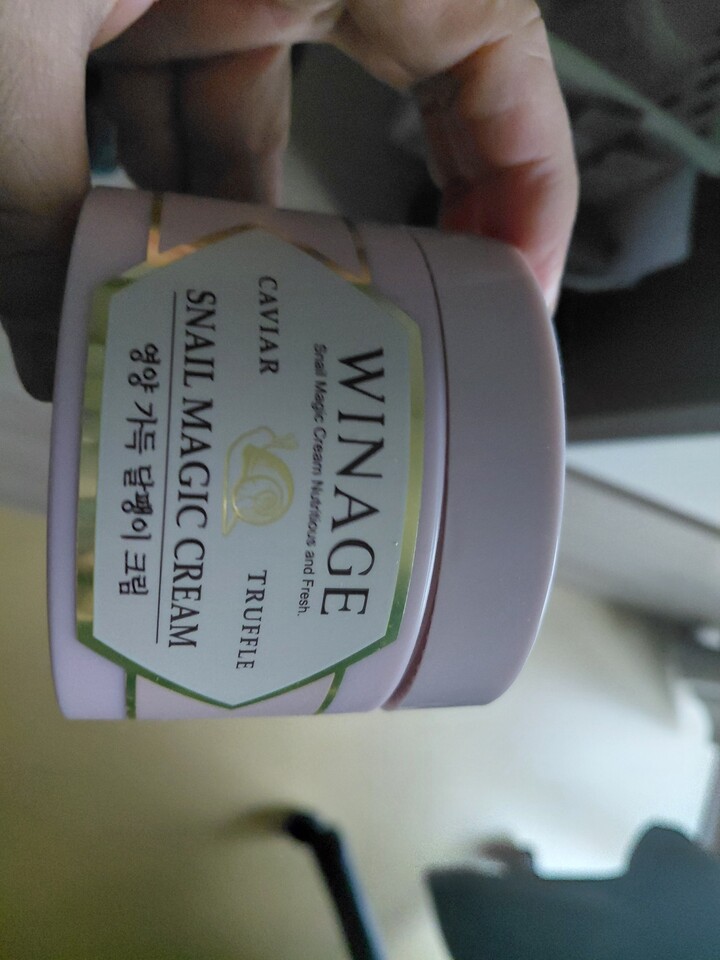 WINAGE
Snail Magic Cream Nutritious and Fresh.
CAVIAR TRUFFLE
SNAIL MAGIC CREAM
영양 가득 달팽이 크림